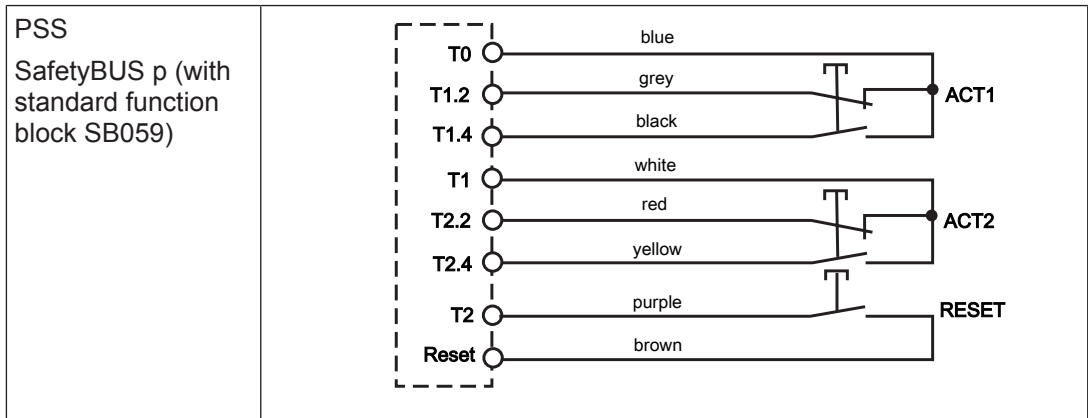 PSS
SafetyBUS p (with
standard function
block SB059)
T0
blue
T1.2
grey
ACT1
T1.4
black
T1
white
T2.2
red
ACT2
T2.4
yellow
T2
purple
RESET
Reset
brown